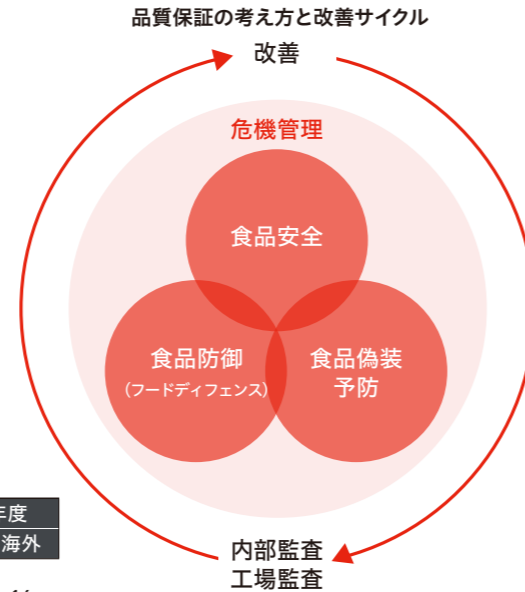 品質保証の考え方と改善サイクル
改善
危機管理
食品安全
食品防御
（フードディフェンス）
食品偽装
予防
年度
海外
内部監査
工場監査